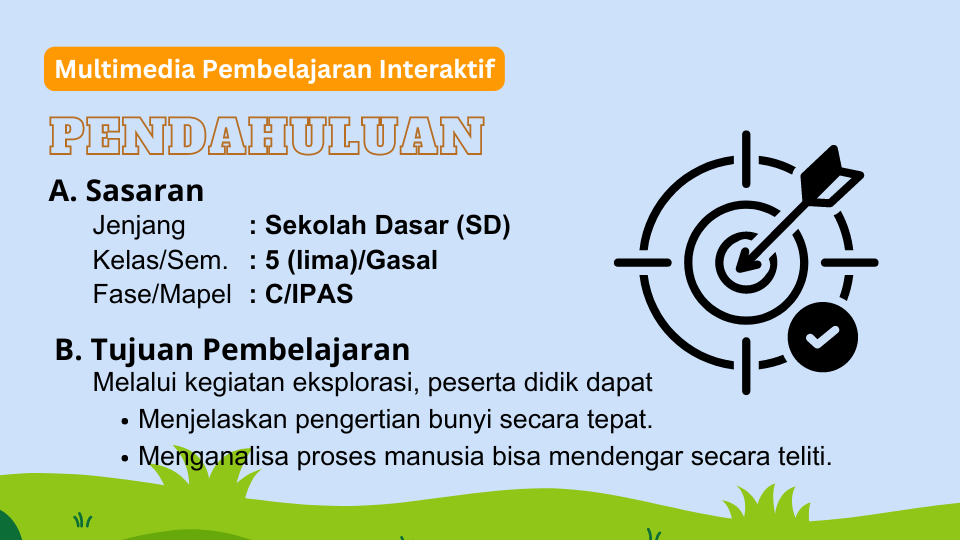 Multimedia Pembelajaran Interaktif
PENDAHULUAN
A. Sasaran
Jenjang : Sekolah Dasar (SD)
Kelas/Sem. : 5 (lima)/Gasal
Fase/Mapel : C/IPAS
B. Tujuan Pembelajaran
Melalui kegiatan eksplorasi, peserta didik dapat
• Menjelaskan pengertian bunyi secara tepat.
• Menganalisa proses manusia bisa mendengar secara teliti.